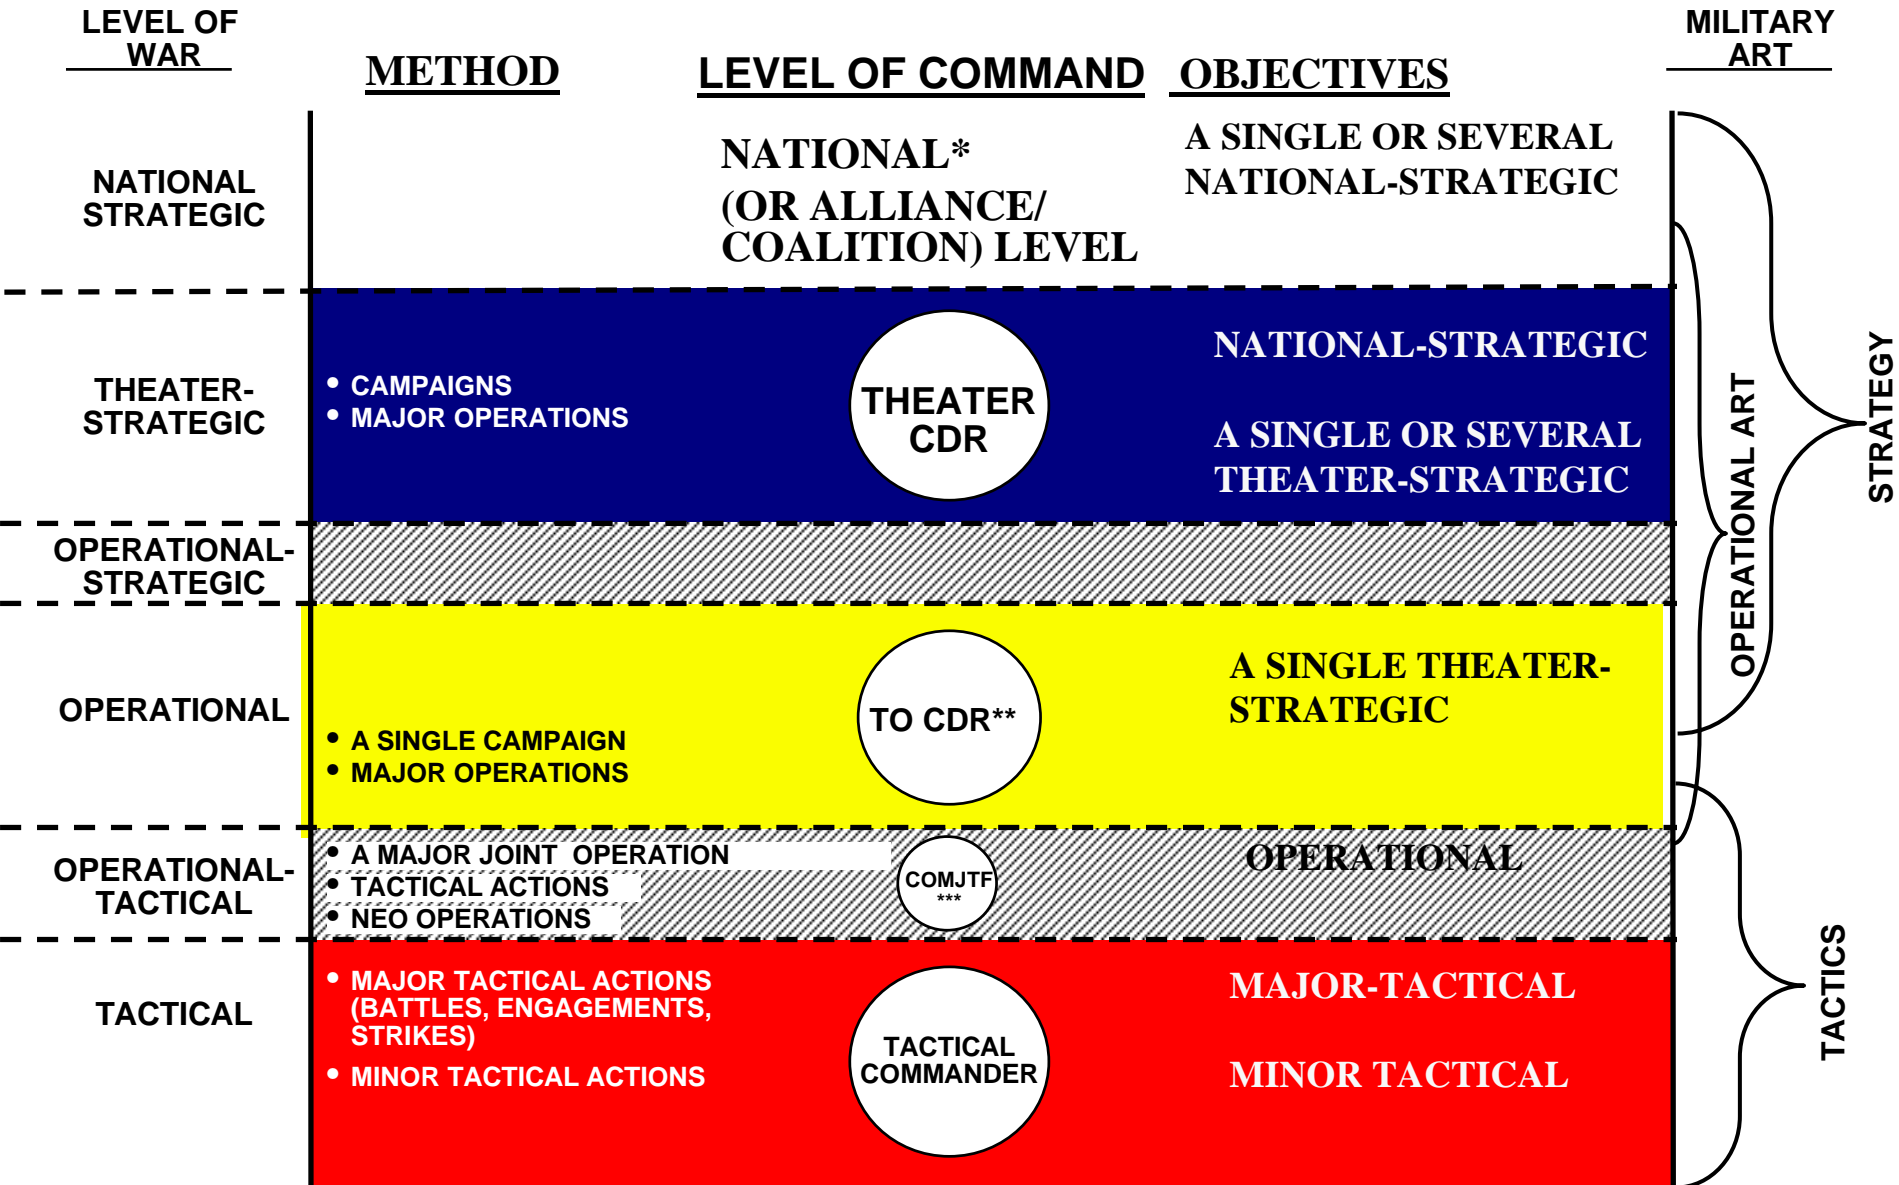 LEVEL OF
WAR
METHOD
LEVEL OF COMMAND
OBJECTIVES
MILITARY
ART
NATIONAL
STRATEGIC
NATIONAL*
(OR ALLIANCE/
COALITION) LEVEL
A SINGLE OR SEVERAL
NATIONAL-STRATEGIC
THEATER-
STRATEGIC
• CAMPAIGNS
• MAJOR OPERATIONS
THEATER
CDR
NATIONAL-STRATEGIC
A SINGLE OR SEVERAL
THEATER-STRATEGIC
OPERATIONAL-
STRATEGIC
OPERATIONAL
• A SINGLE CAMPAIGN
• MAJOR OPERATIONS
TO CDR**
A SINGLE THEATER-
STRATEGIC
OPERATIONAL-
TACTICAL
• A MAJOR JOINT OPERATION
• TACTICAL ACTIONS
• NEO OPERATIONS
COMJTF
***
OPERATIONAL
TACTICAL
• MAJOR TACTICAL ACTIONS
(BATTLES, ENGAGEMENTS,
STRIKES)
• MINOR TACTICAL ACTIONS
TACTICAL
COMMANDER
MAJOR-TACTICAL
MINOR TACTICAL
OPERATIONAL ART
STRATEGY
TACTICS